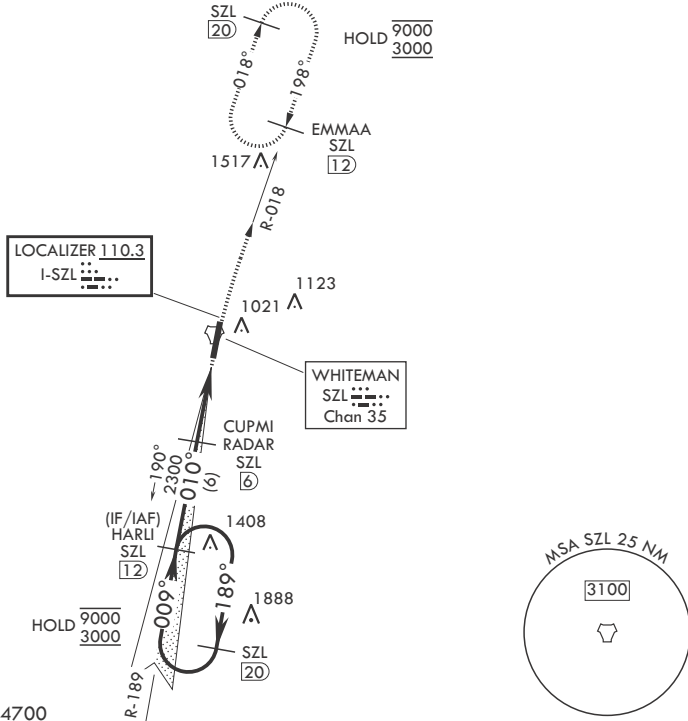 SZL
20
HOLD 9000
3000
018°
198°
EMMAA
SZL
12
1517
R-018
LOCALIZER 110.3
I-SZL
1123
1021
WHITEMAN
SZL
Chan 35
CUPMI
RADAR
SZL
6
190°
2300
010°
(6)
(IF/IAF)
HARLI
SZL
12
1408
MSA SZL 25 NM
3100
009°
189°
1888
HOLD 9000
3000
SZL
20
R-189
4700